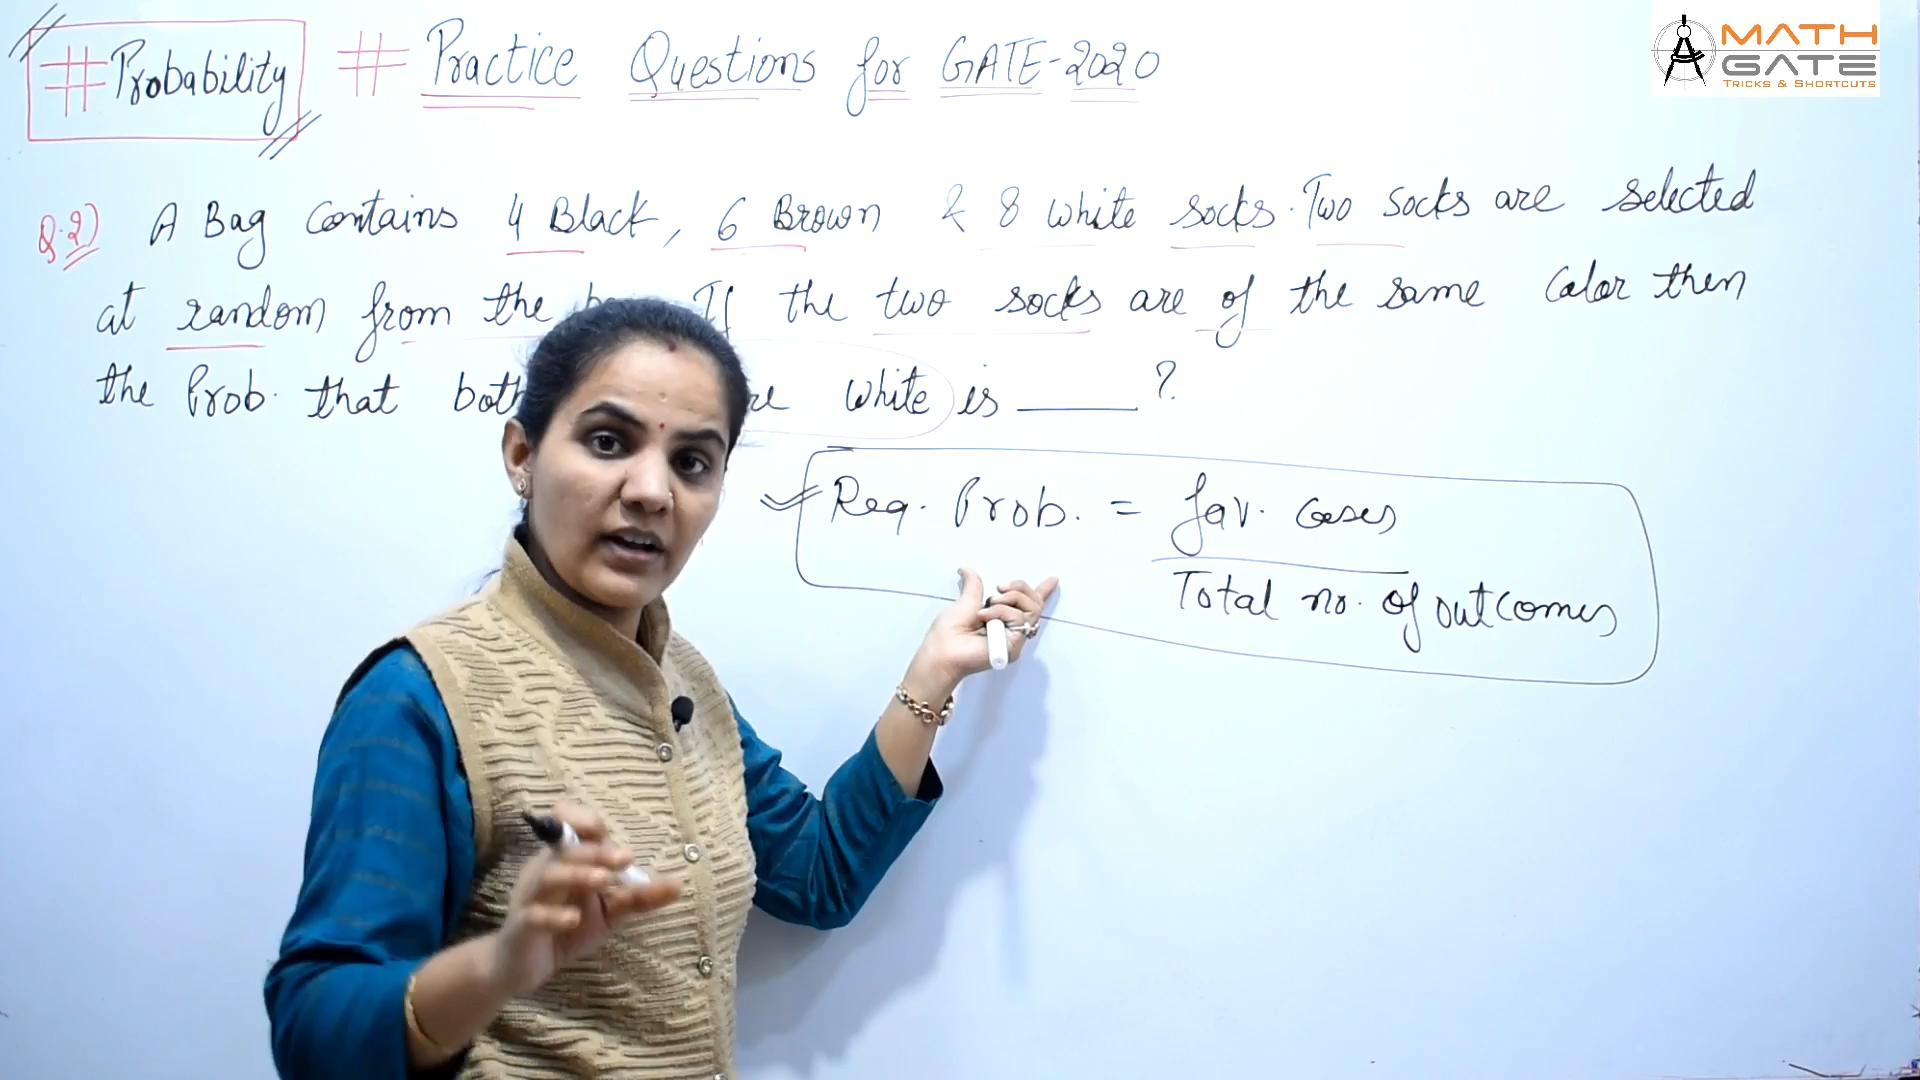 # Probability # Practice Questions for GATE-2020
MATH
GATE
TRICKS & SHORTCUTS
Q.2) A Bag contains 4 Black, 6 Brown & 8 white socks. Two socks are selected
at random from the If the two socks are of the same color then
the Prob. that both white is ______ ?
Req. Prob. = fav. cases
Total no. of outcomes